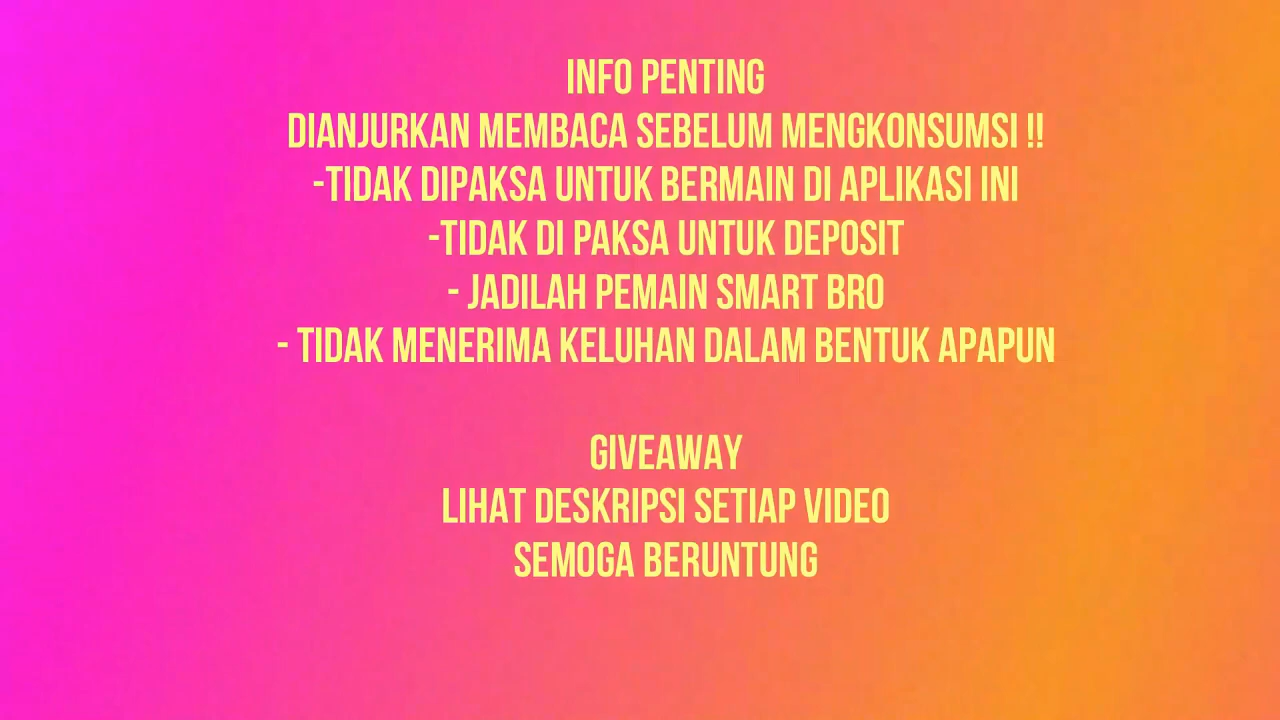 INFO PENTING
DIANJURKAN MEMBACA SEBELUM MENGKONSUMSI !!
-TIDAK DIPAKSA UNTUK BERMAIN DI APLIKASI INI
-TIDAK DI PAKSA UNTUK DEPOSIT
- JADILAH PEMAIN SMART BRO
- TIDAK MENERIMA KELUHAN DALAM BENTUK APAPUN
GIVEAWAY
LIHAT DESKRIPSI SETIAP VIDEO
SEMOGA BERUNTUNG